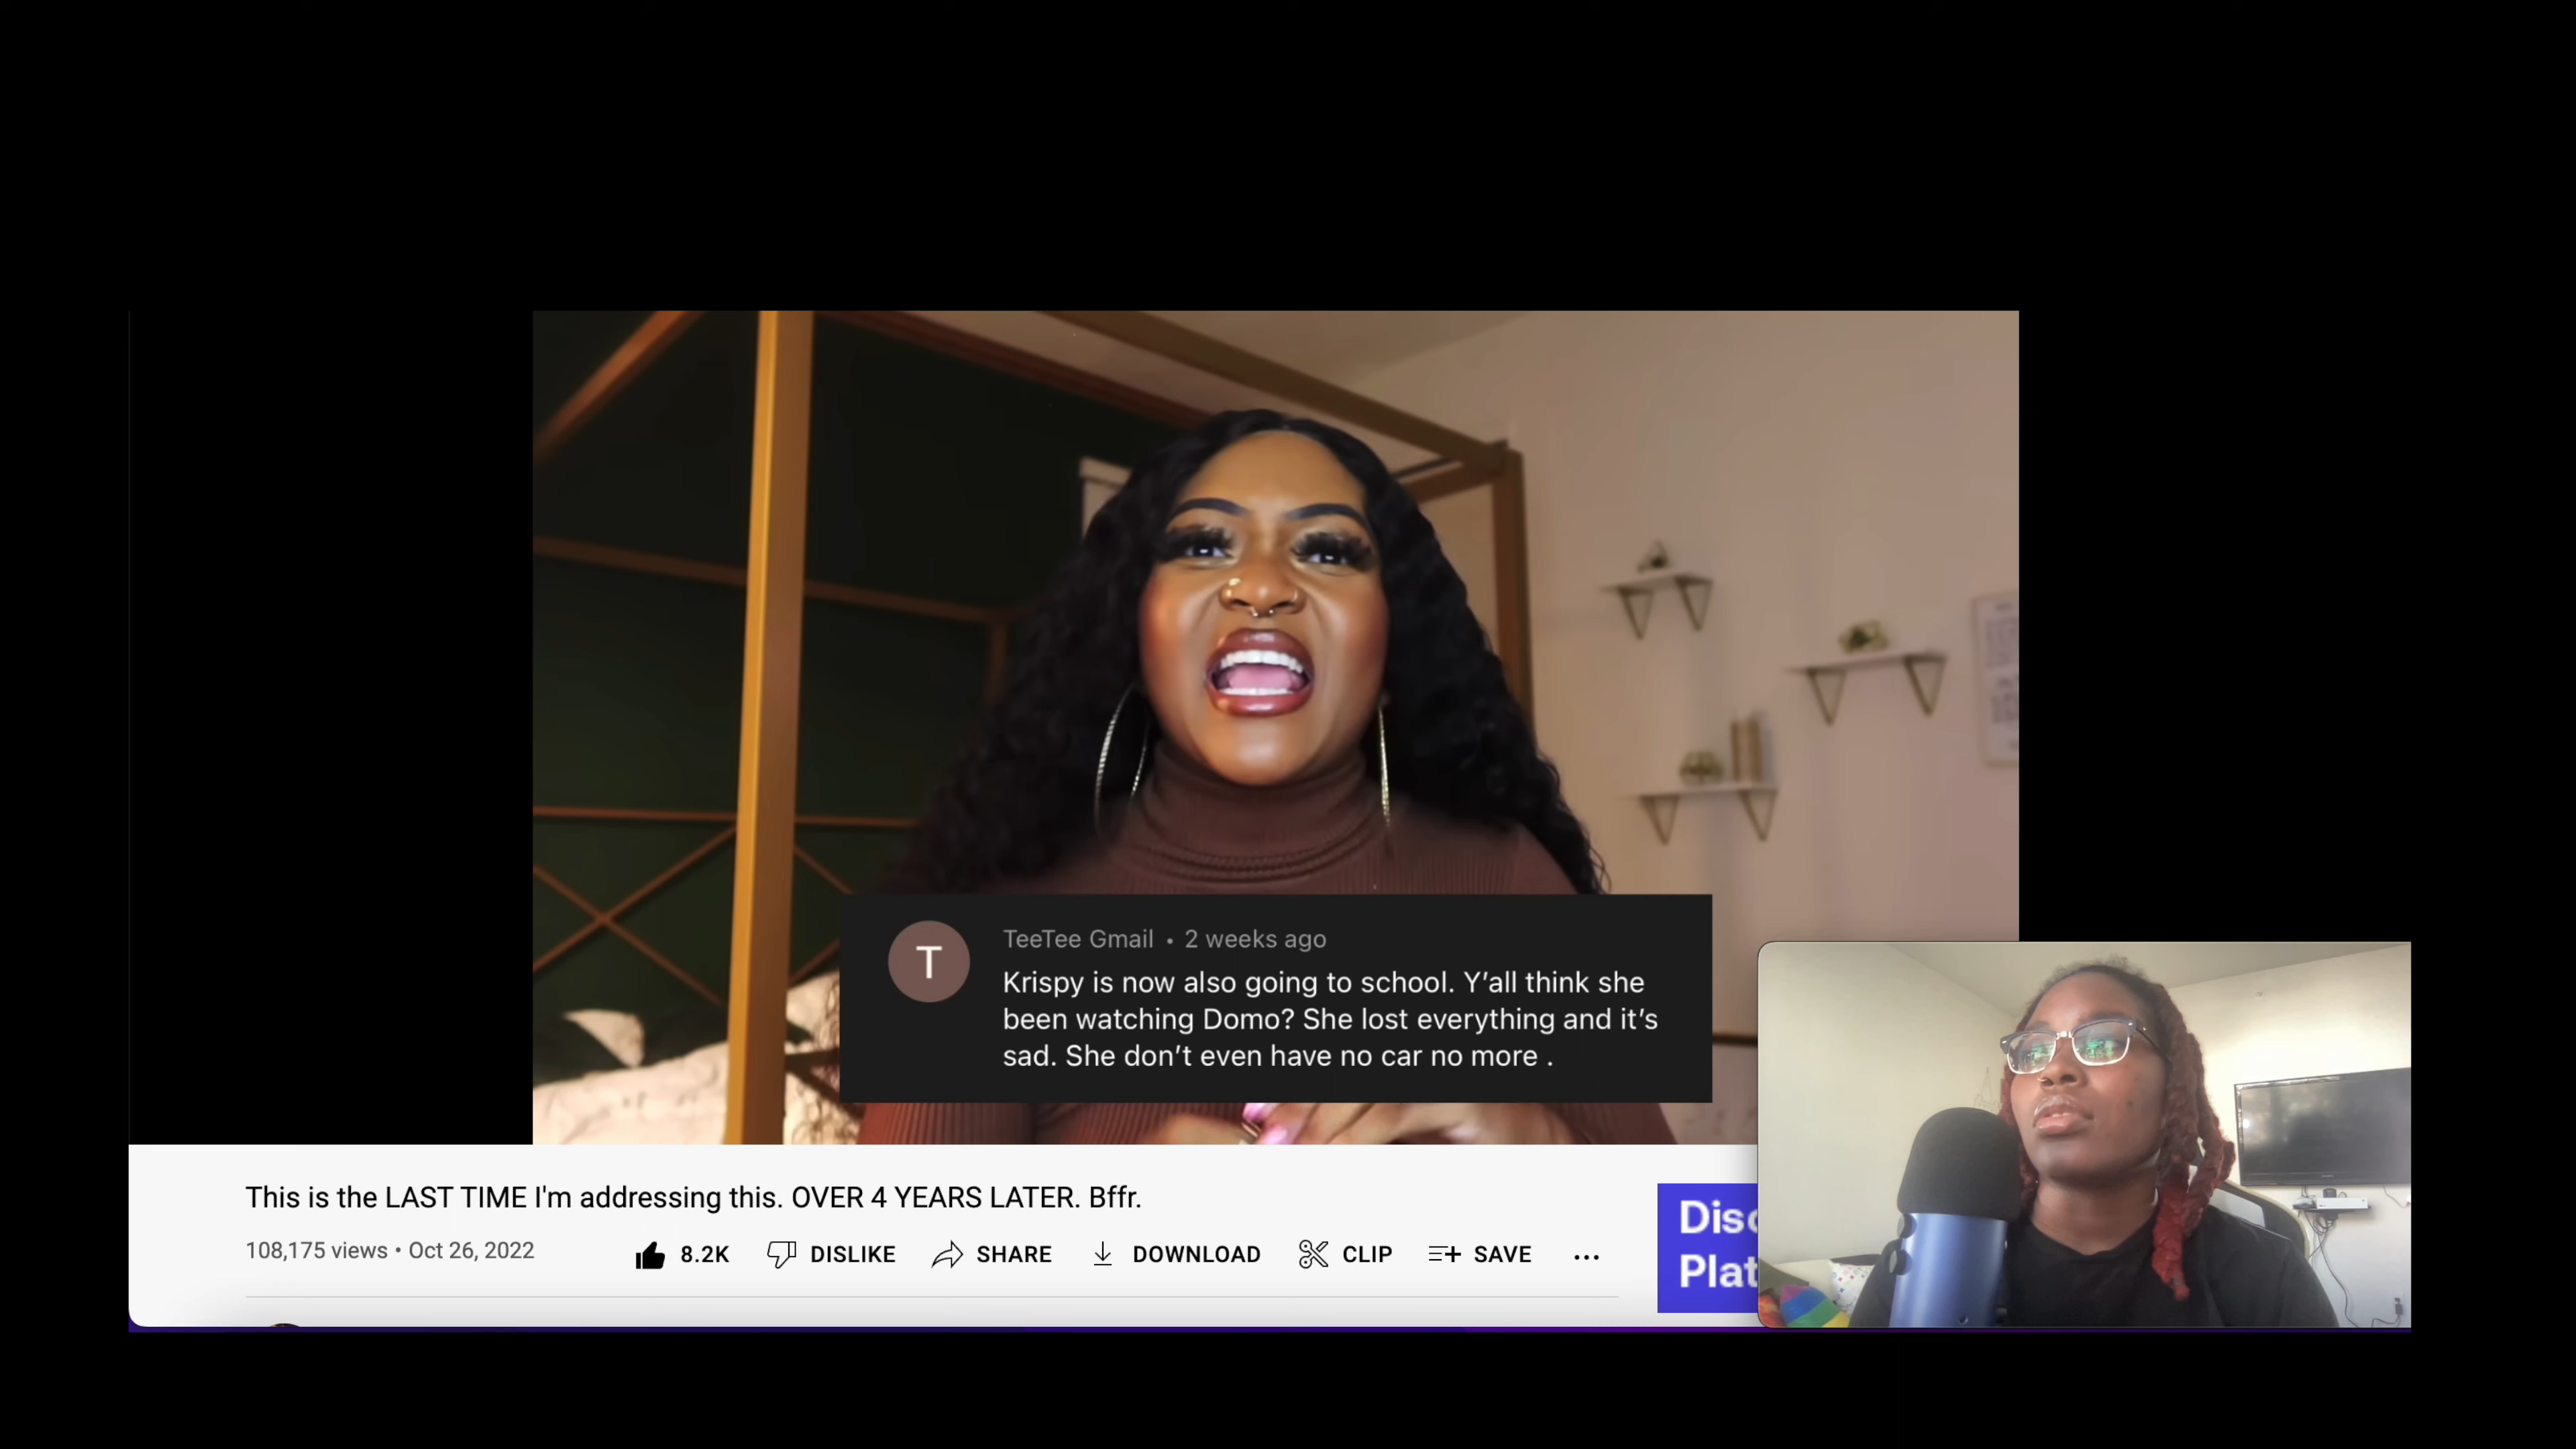 T
TeeTee Gmail • 2 weeks ago
Krispy is now also going to school. Y’all think she
been watching Domo? She lost everything and it’s
sad. She don’t even have no car no more .
This is the LAST TIME I'm addressing this. OVER 4 YEARS LATER. Bffr.
108,175 views • Oct 26, 2022
8.2K DISLIKE SHARE DOWNLOAD CLIP SAVE ...
Disc
Plat